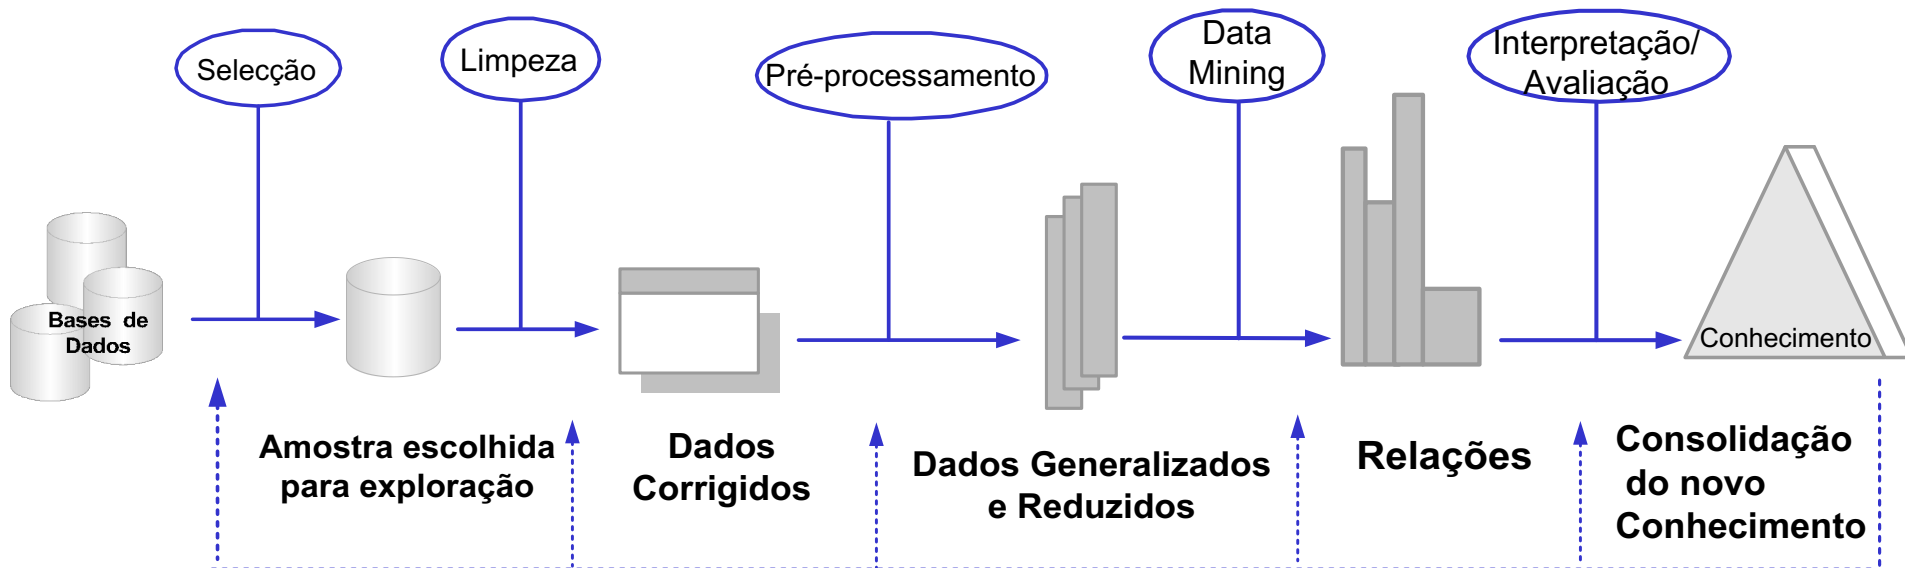 Selecção
Limpeza
Pré-processamento
Data
Mining
Interpretação/
Avaliação
Bases de
Dados
Conhecimento
Amostra escolhida
para exploração
Dados
Corrigidos
Dados Generalizados
e Reduzidos
Relações
Consolidação
do novo
Conhecimento